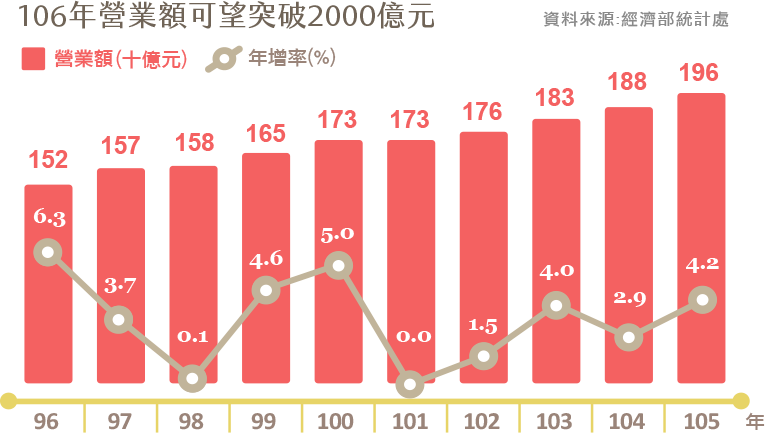 106年營業額可望突破2000億元
資料來源:經濟部統計處
營業額(十億元) 年增率(%)
152 157 158 165 173 173 176 183 188 196
6.3 3.7 0.1 4.6 5.0 0.0 1.5 4.0 2.9 4.2
96 97 98 99 100 101 102 103 104 105 年